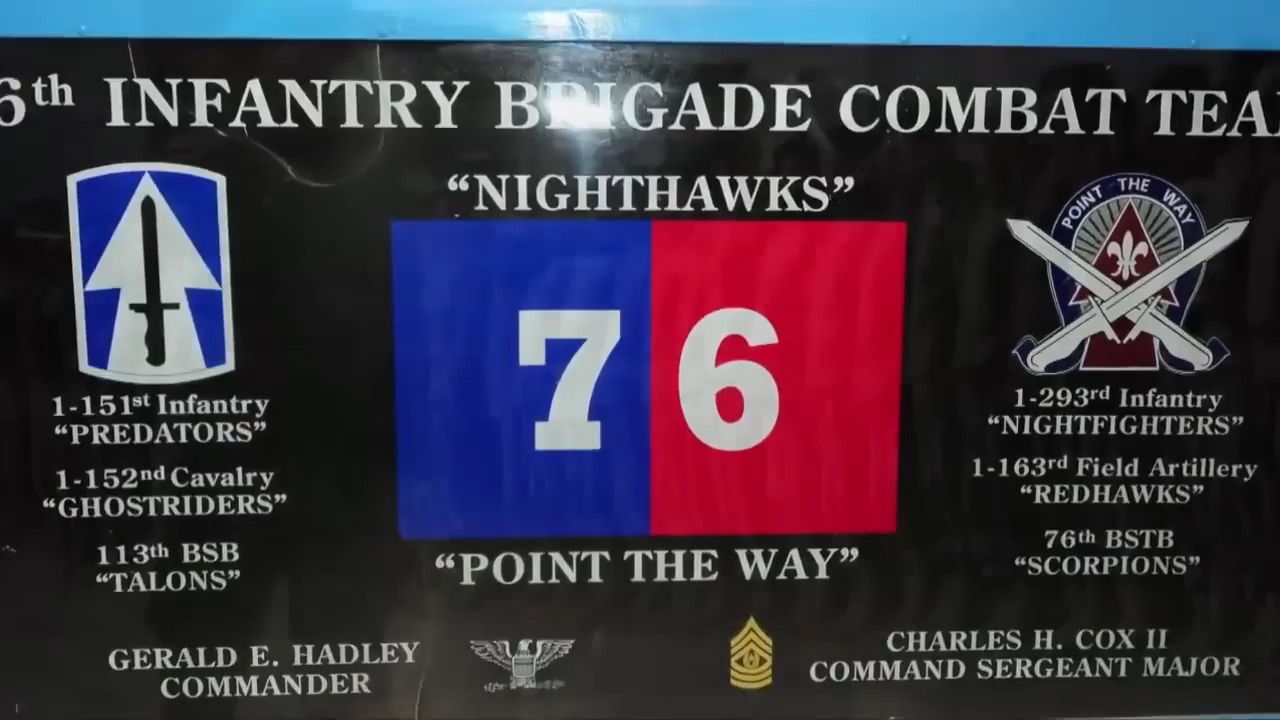 6th INFANTRY BRIGADE COMBAT TEA
"NIGHTHAWKS"
POINT THE WAY
76
1-151st Infantry
"PREDATORS"
1-152nd Cavalry
"GHOSTRIDERS"
113th BSB
"TALONS"
1-293rd Infantry
"NIGHTFIGHTERS"
1-163rd Field Artillery
"REDHAWKS"
76th BSTB
"SCORPIONS"
"POINT THE WAY"
GERALD E. HADLEY
COMMANDER
CHARLES H. COX II
COMMAND SERGEANT MAJOR